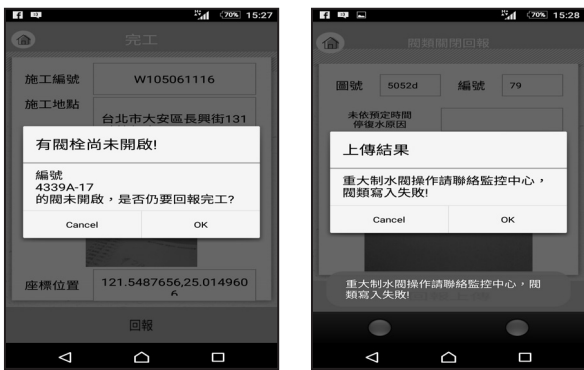 70% 15:27
完工
施工編號
W105061116
施工地點
台北市大安區長興街131
有閥栓尚未開啟!
編號
4339A-17
的閥未開啟，是否仍要回報完工?
Cancel OK
座標位置
121.5487656,25.014960
6
回報
70% 15:28
閥類關閉回報
圖號 5052d 編號 79
未依預定時間
停復水原因
上傳結果
重大制水閥操作請聯絡監控中心，
閥類寫入失敗!
Cancel OK
重大制水閥操作請聯絡監控中心，閥
類寫入失敗!